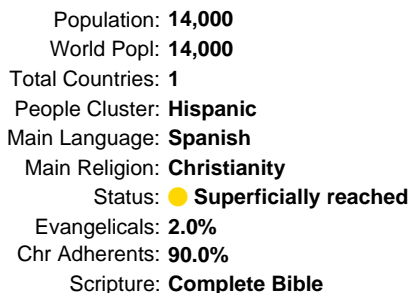 Population: 14,000
World Popl: 14,000
Total Countries: 1
People Cluster: Hispanic
Main Language: Spanish
Main Religion: Christianity
Status: Superficially reached
Evangelicals: 2.0%
Chr Adherents: 90.0%
Scripture: Complete Bible